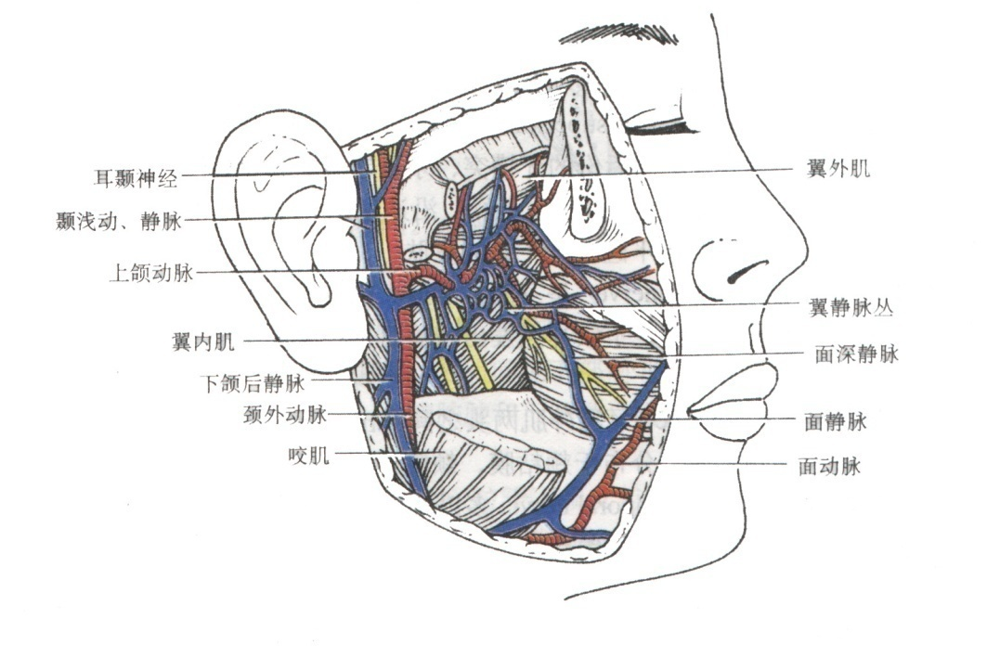 耳颞神经
颞浅动、静脉
上颌动脉
翼内肌
下颌后静脉
颈外动脉
咬肌
翼外肌
翼静脉丛
面深静脉
面静脉
面动脉